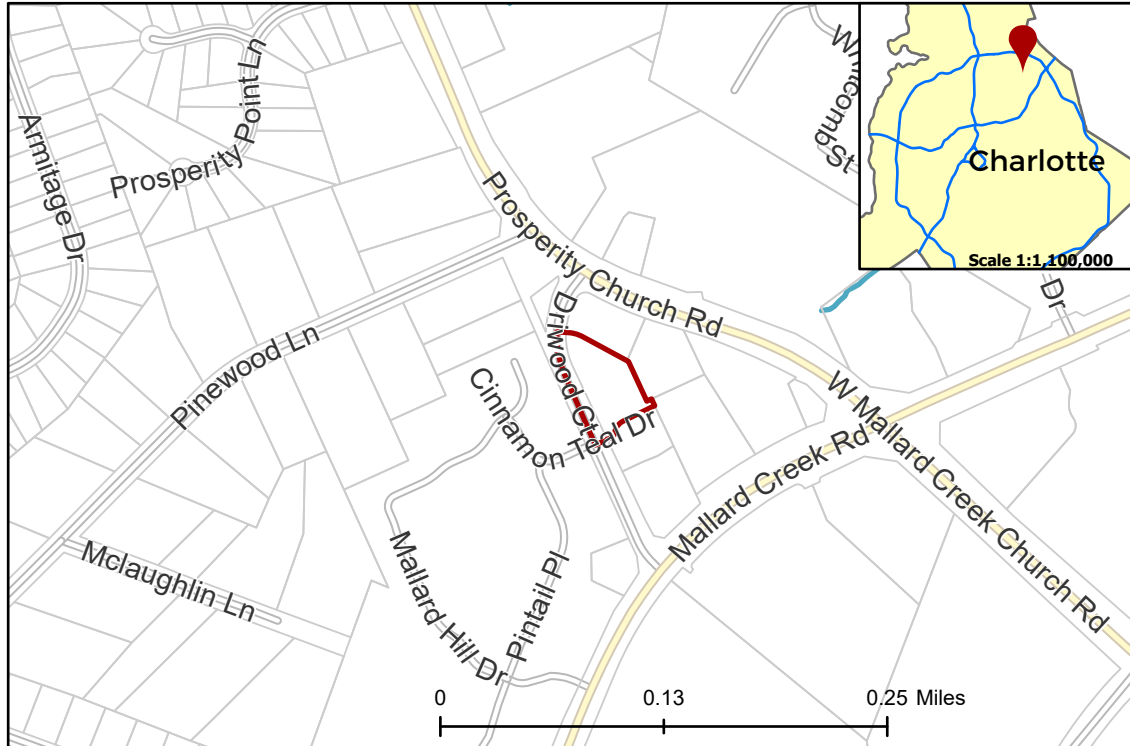 Armitage Dr
Prosperity Point Ln
Whitcomb St
Charlotte
Scale 1:1,100,000
Prosperity Church Rd
Dr
Pinewood Ln
Driwood Ct
Cinnamon Teal Dr
W Mallard Creek Church Rd
Mallard Creek Rd
Mclaughlin Ln
Mallard Hill Dr
Pintail Pl
0 0.13 0.25 Miles